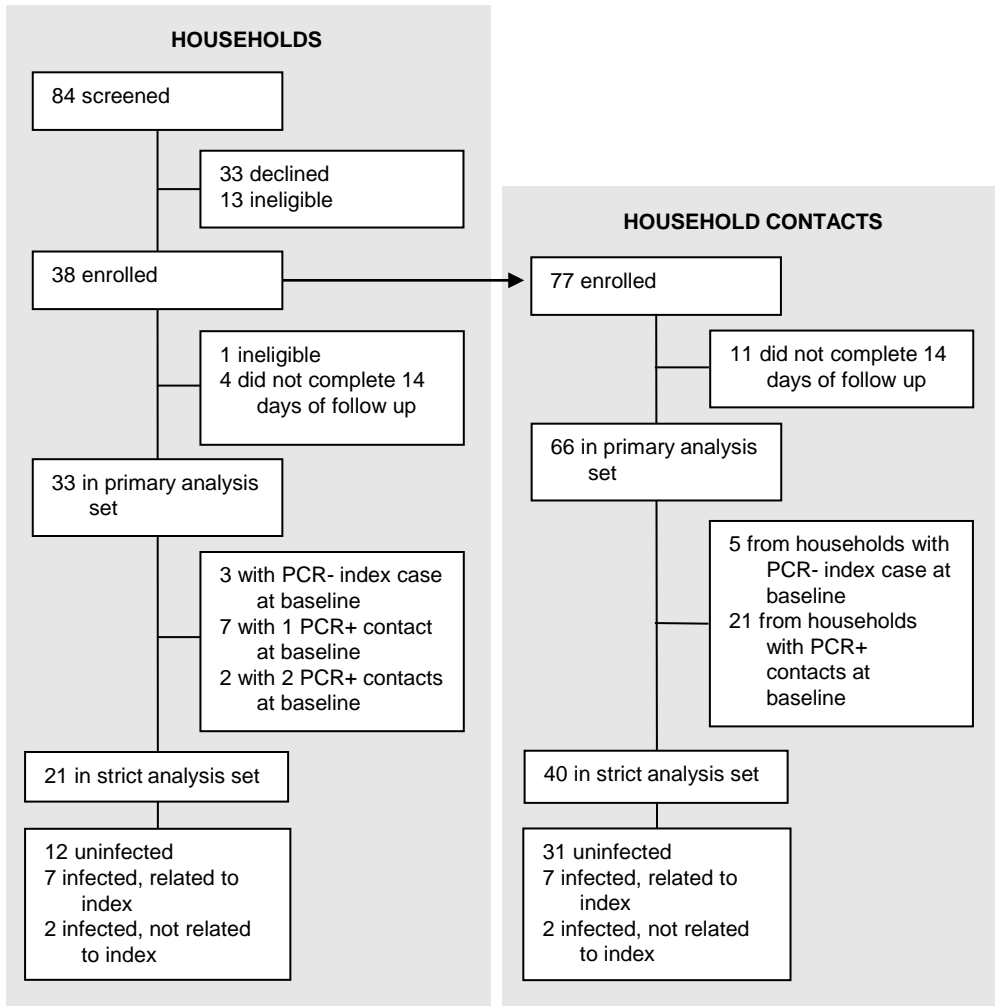 HOUSEHOLDS
84 screened
33 declined
13 ineligible
38 enrolled
1 ineligible
4 did not complete 14
days of follow up
33 in primary analysis
set
3 with PCR- index case
at baseline
7 with 1 PCR+ contact
at baseline
2 with 2 PCR+ contacts
at baseline
21 in strict analysis set
12 uninfected
7 infected, related to
index
2 infected, not related
to index
HOUSEHOLD CONTACTS
77 enrolled
11 did not complete 14
days of follow up
66 in primary analysis
set
5 from households with
PCR- index case at
baseline
21 from households
with PCR+
contacts at
baseline
40 in strict analysis set
31 uninfected
7 infected, related to
index
2 infected, not related
to index